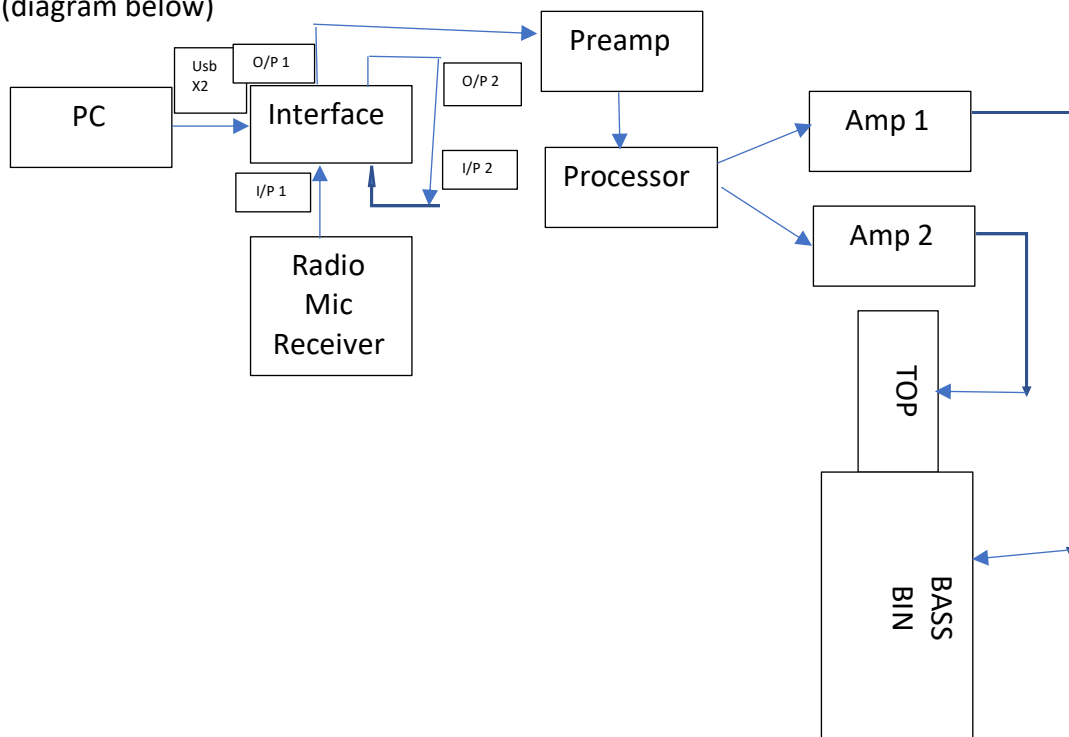 (diagram below)
Preamp
Usb
X2
O/P 1
O/P 2
PC
Interface
Amp 1
I/P 2
Processor
I/P 1
Amp 2
Radio
Mic
Receiver
TOP
BASS
BIN